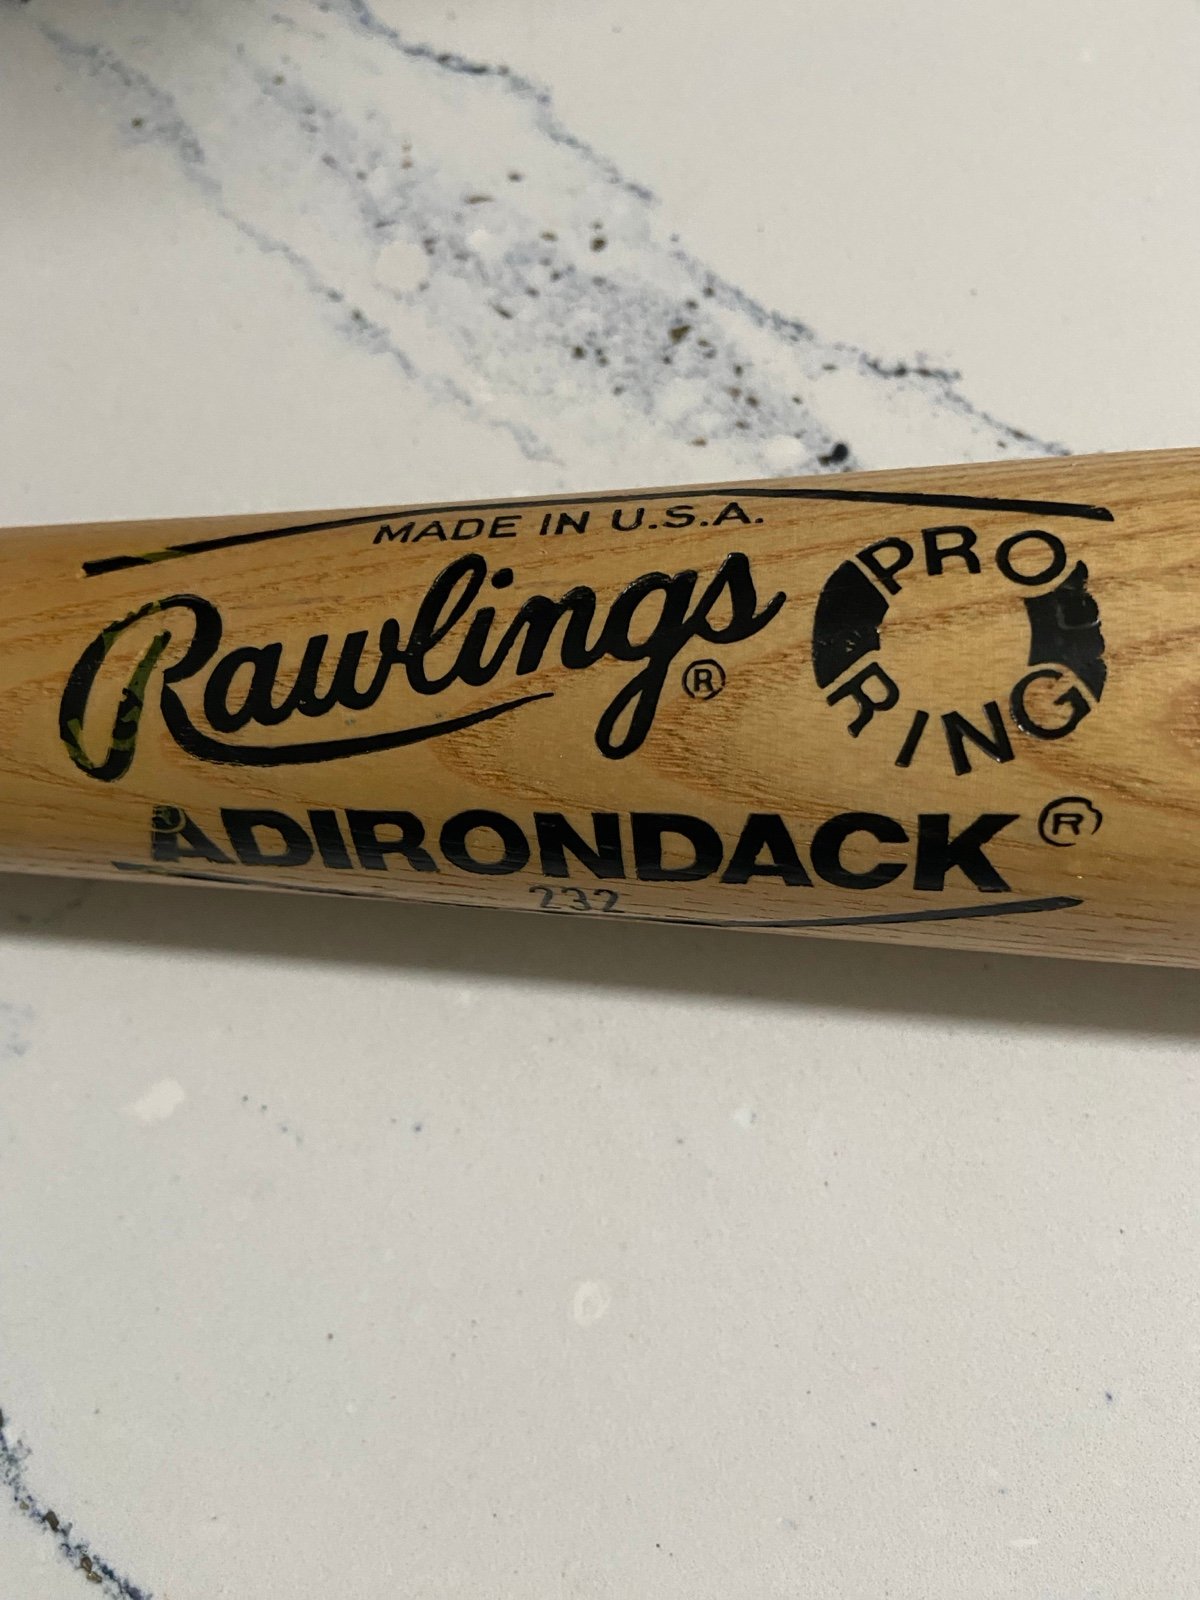 MADE IN U.S.A.
Rawlings®
PRO RING
ADIRONDACK®
232